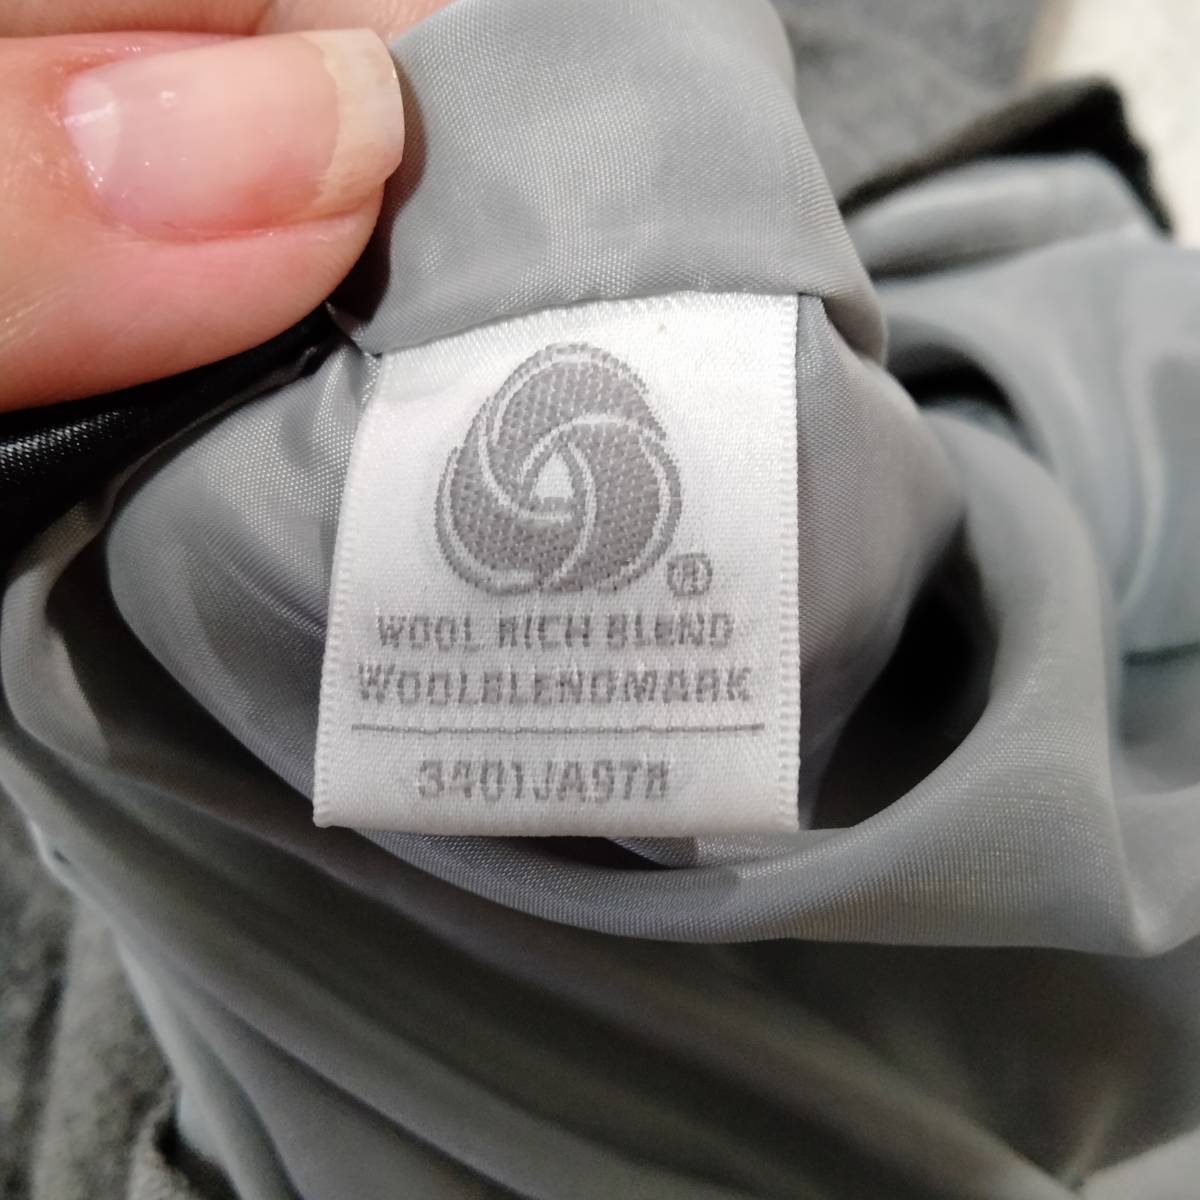 ®
WOOL RICH BLEND
WOOLBLENDMARK
3401JA978